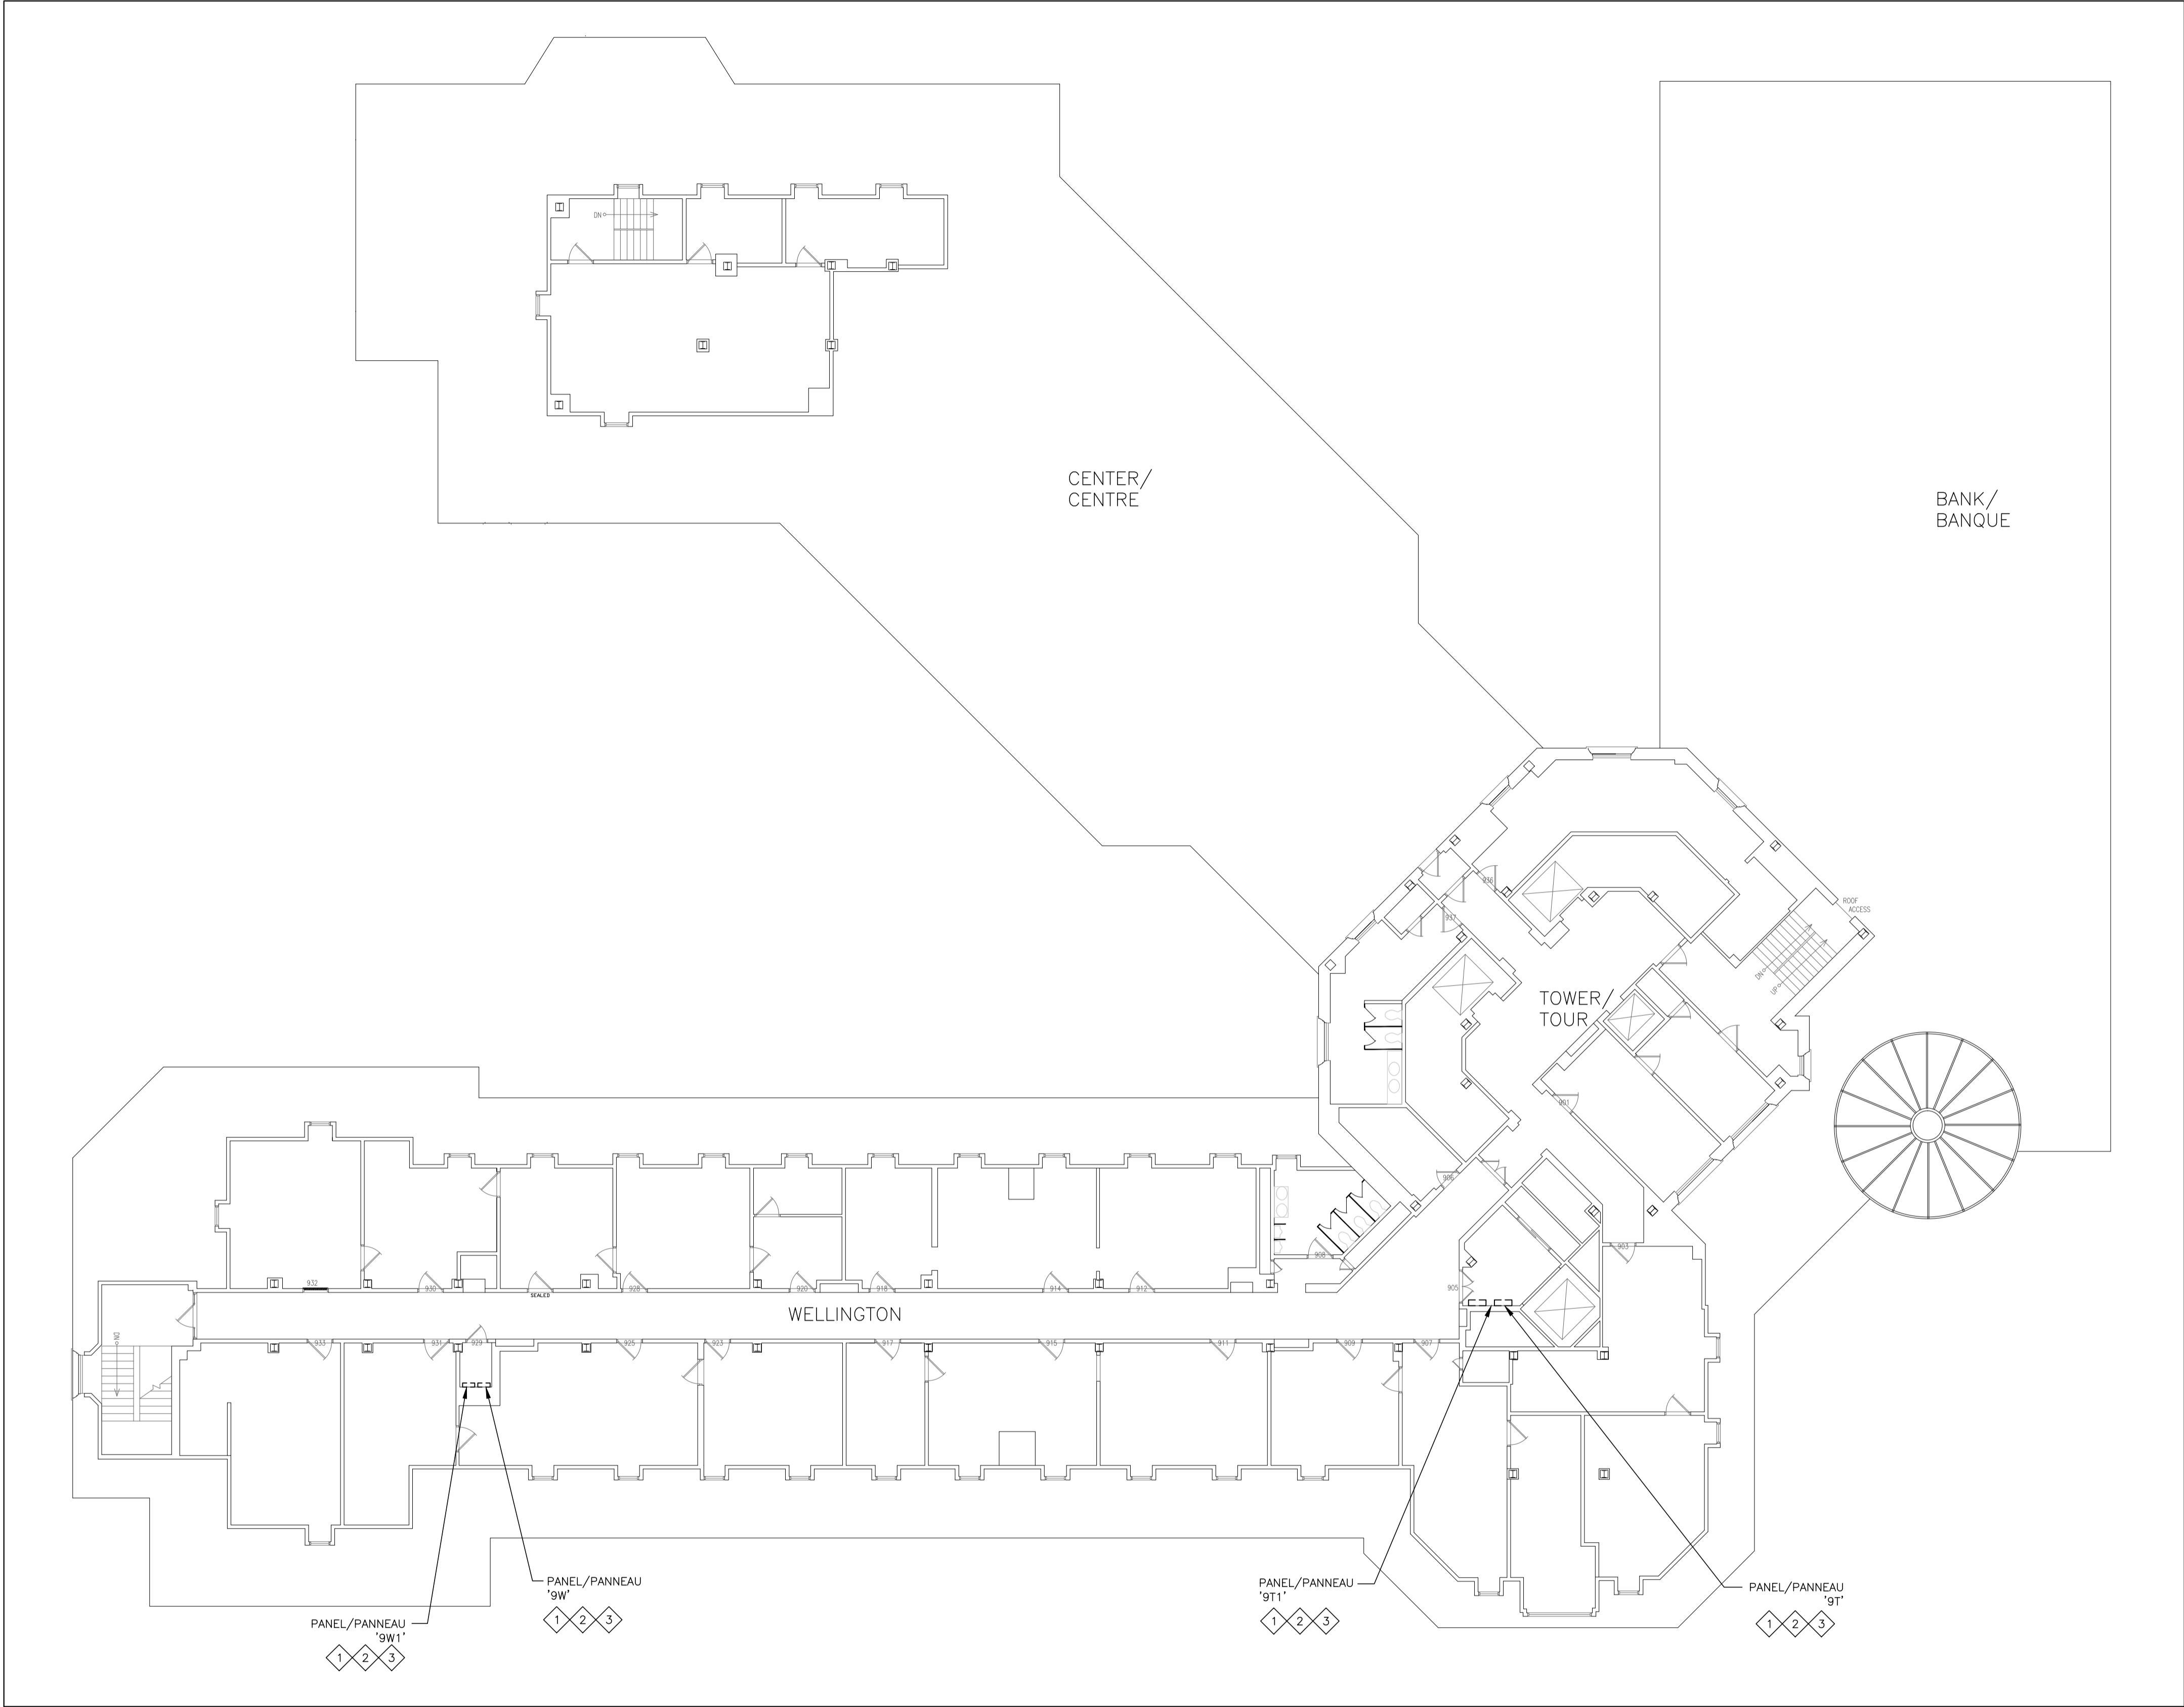 DN
CENTER/
CENTRE
BANK/
BANQUE
936
937
ROOF
ACCESS
DN
UP
TOWER/
TOUR
901
906
903
908
905
932
930
SEALED
928
920
918
914
912
WELLINGTON
DN
933
931
929
925
923
917
915
911
909
907
PANEL/PANNEAU
'9W'
1 2 3
PANEL/PANNEAU
'9W1'
1 2 3
PANEL/PANNEAU
'9T1'
1 2 3
PANEL/PANNEAU
'9T'
1 2 3